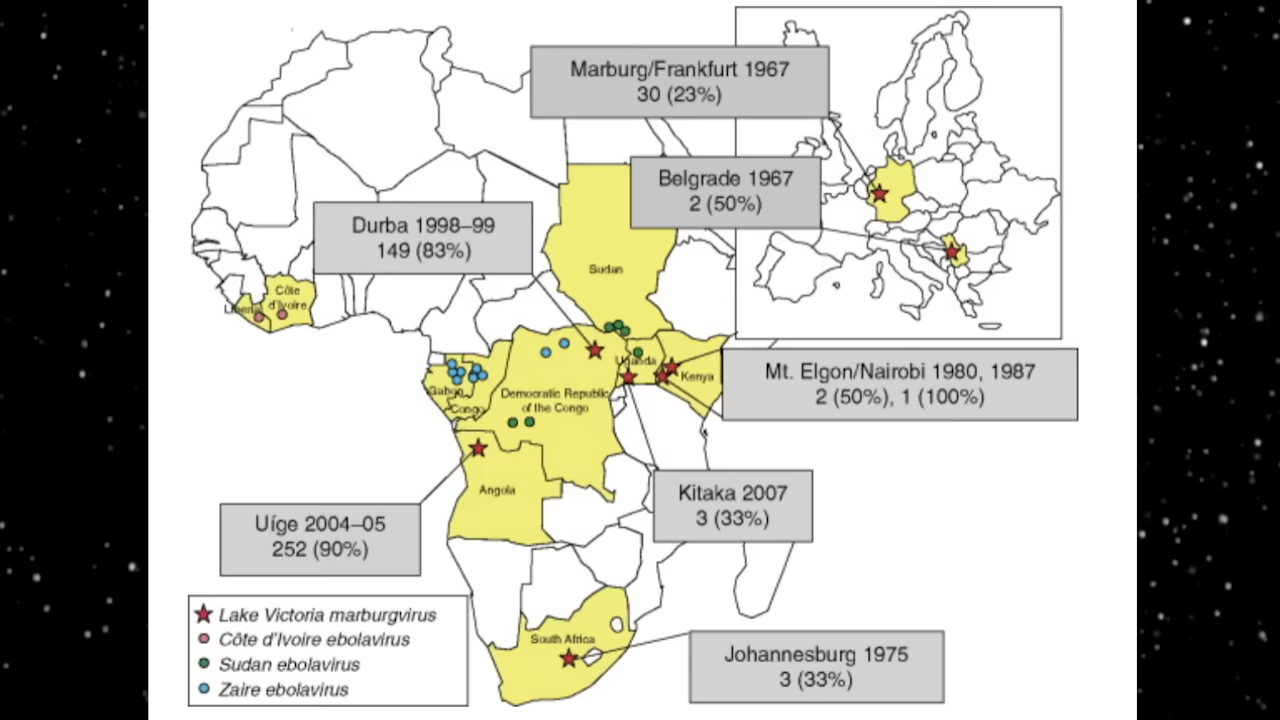 Marburg/Frankfurt 1967
30 (23%)
Belgrade 1967
2 (50%)
Durba 1998–99
149 (83%)
Sudan
Côte
d'Ivoire
Liberia
Uganda
Kenya
Gabon
Congo
Democratic Republic
of the Congo
Mt. Elgon/Nairobi 1980, 1987
2 (50%), 1 (100%)
Angola
Kitaka 2007
3 (33%)
Uíge 2004–05
252 (90%)
Lake Victoria marburgvirus
Côte d'Ivoire ebolavirus
Sudan ebolavirus
Zaire ebolavirus
South Africa
Johannesburg 1975
3 (33%)